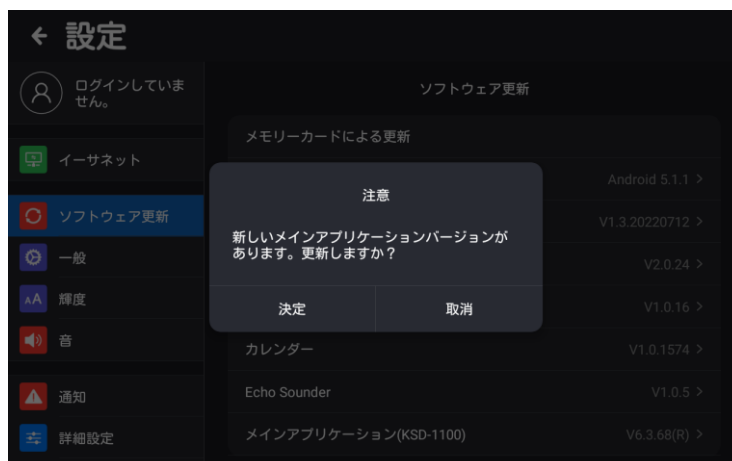 設定
ログインしていま
せん。
イーサネット
ソフトウェア更新
一般
AA 輝度
音
通知
詳細設定
ソフトウェア更新
メモリーカードによる更新
Android 5.1.1 >
V1.3.20220712 >
V2.0.24 >
V1.0.16 >
カレンダー V1.0.1574 >
Echo Sounder V1.0.5 >
メインアプリケーション(KSD-1100) V6.3.68(R) >
注意
新しいメインアプリケーションバージョンが
あります。更新しますか？
決定 取消